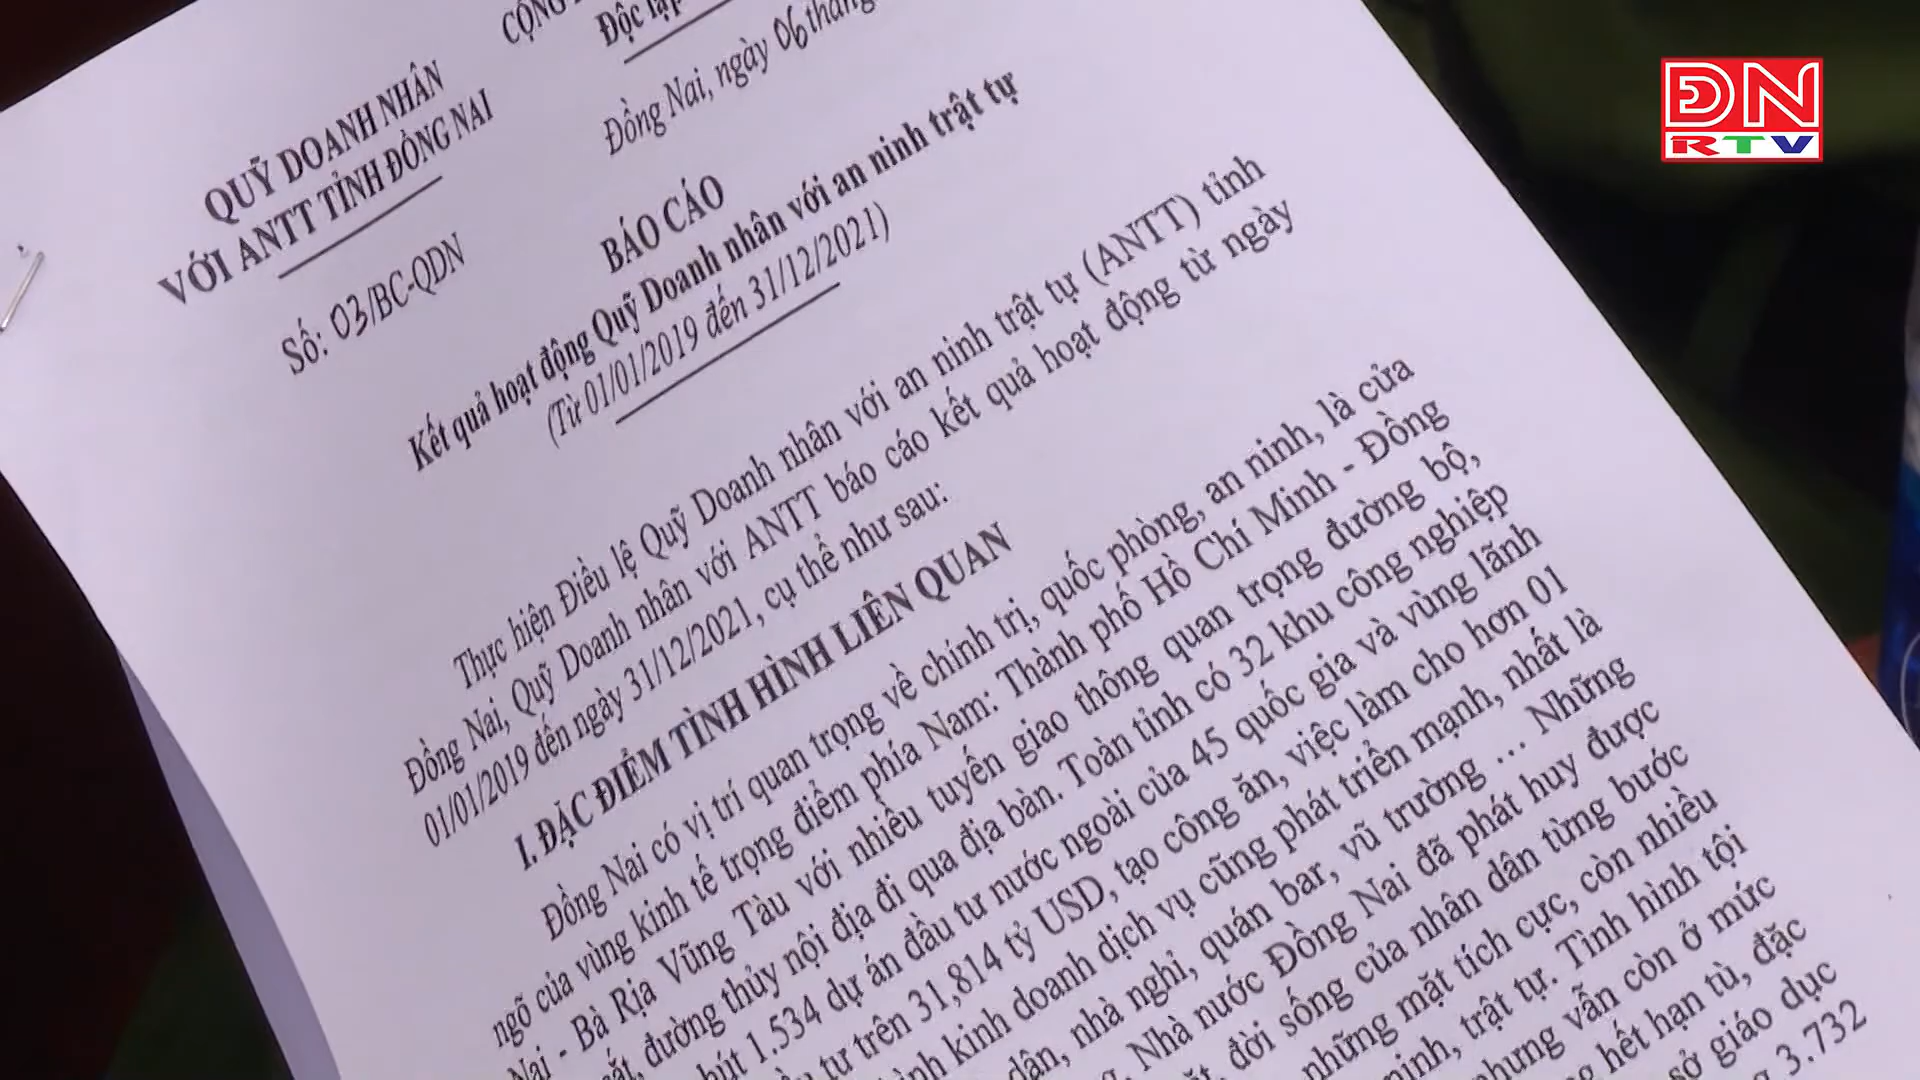 CỘNG
Độc lập
QUỸ DOANH NHÂN
VỚI ANTT TỈNH ĐỒNG NAI
Số: 03/BC-QDN
Đồng Nai, ngày 06 tháng
BÁO CÁO
Kết quả hoạt động Quỹ Doanh nhân với an ninh trật tự
(Từ 01/01/2019 đến 31/12/2021)
Thực hiện Điều lệ Quỹ Doanh nhân với an ninh trật tự (ANTT) tỉnh
Đồng Nai, Quỹ Doanh nhân với ANTT báo cáo kết quả hoạt động từ ngày
01/01/2019 đến ngày 31/12/2021, cụ thể như sau:
I. ĐẶC ĐIỂM TÌNH HÌNH LIÊN QUAN
Đồng Nai có vị trí quan trọng về chính trị, quốc phòng, an ninh, là cửa
ngõ của vùng kinh tế trọng điểm phía Nam: Thành phố Hồ Chí Minh - Đồng
Nai - Bà Rịa Vũng Tàu với nhiều tuyến giao thông quan trọng đường bộ,
sắt, đường thủy nội địa đi qua địa bàn. Toàn tỉnh có 32 khu công nghiệp
hút 1.534 dự án đầu tư nước ngoài của 45 quốc gia và vùng lãnh
tư trên 31,814 tỷ USD, tạo công ăn, việc làm cho hơn 01
hình kinh doanh dịch vụ cũng phát triển mạnh, nhất là
dân, nhà nghỉ, quán bar, vũ trường ... Những
Nhà nước Đồng Nai đã phát huy được
đời sống của nhân dân từng bước
những mặt tích cực, còn nhiều
ninh, trật tự. Tình hình tội
nhưng vẫn còn ở mức
hết hạn tù, đặc
sở giáo dục
3.732
ĐN
RTV